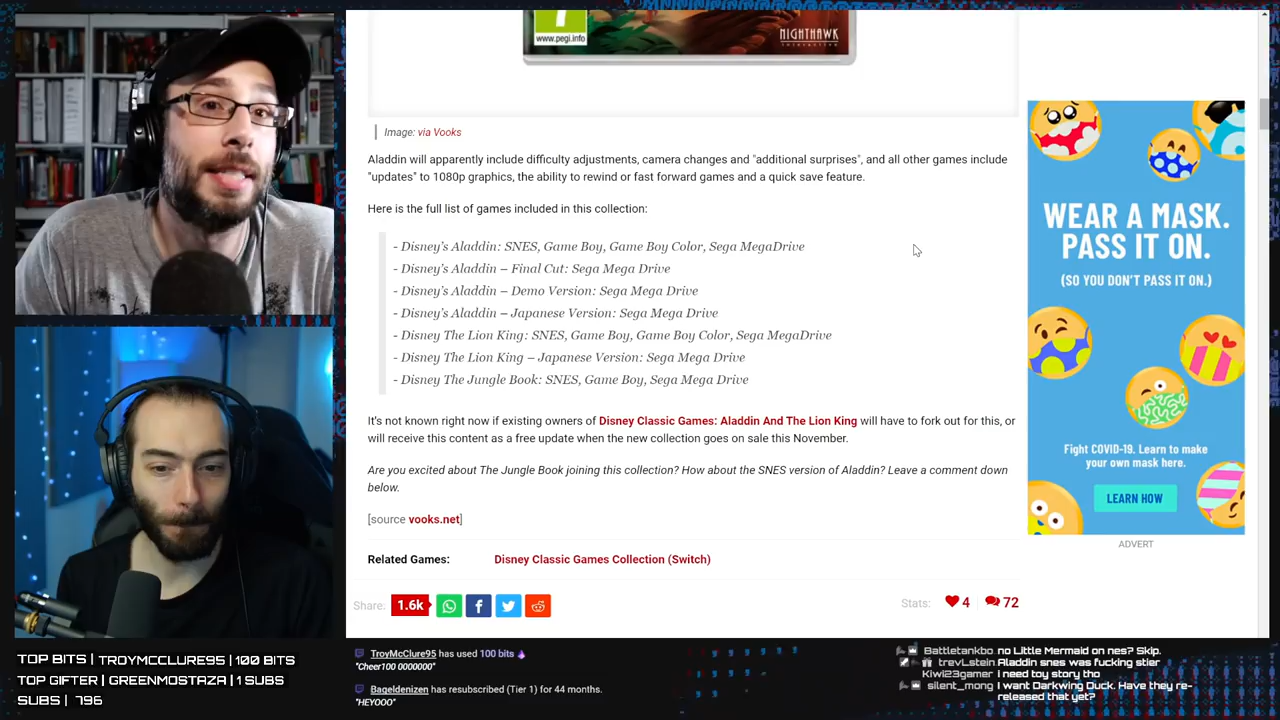 www.pegi.info
NIGHTHAWK
INTERACTIVE
Image: via Vooks
Aladdin will apparently include difficulty adjustments, camera changes and "additional surprises", and all other games include
"updates" to 1080p graphics, the ability to rewind or fast forward games and a quick save feature.
Here is the full list of games included in this collection:
- Disney's Aladdin: SNES, Game Boy, Game Boy Color, Sega MegaDrive
- Disney's Aladdin – Final Cut: Sega Mega Drive
- Disney's Aladdin – Demo Version: Sega Mega Drive
- Disney's Aladdin – Japanese Version: Sega Mega Drive
- Disney The Lion King: SNES, Game Boy, Game Boy Color, Sega MegaDrive
- Disney The Lion King – Japanese Version: Sega Mega Drive
- Disney The Jungle Book: SNES, Game Boy, Sega Mega Drive
It's not known right now if existing owners of Disney Classic Games: Aladdin And The Lion King will have to fork out for this, or
will receive this content as a free update when the new collection goes on sale this November.
Are you excited about The Jungle Book joining this collection? How about the SNES version of Aladdin? Leave a comment down
below.
[source vooks.net]
Related Games: Disney Classic Games Collection (Switch)
Share: 1.6k
Stats: 4 72
WEAR A MASK.
PASS IT ON.
(SO YOU DON'T PASS IT ON.)
Fight COVID-19. Learn to make
your own mask here.
LEARN HOW
ADVERT
TOP BITS | TROYMCCLURE95 | 100 BITS
TOP GIFTER | GREENMOSTAZA | 1 SUBS
SUBS | 796
TroyMcClure95 has used 100 bits
"Cheer100 0000000"
Bageldenizen has resubscribed (Tier 1) for 44 months.
"HEYOOO"
Battletankbo no Little Mermaid on nes? Skip.
trevLstein Aladdin snes was fucking stier
Kiwi23gamer I need toy story tho
silent_mong I want Darkwing Duck. Have they re-
released that yet?